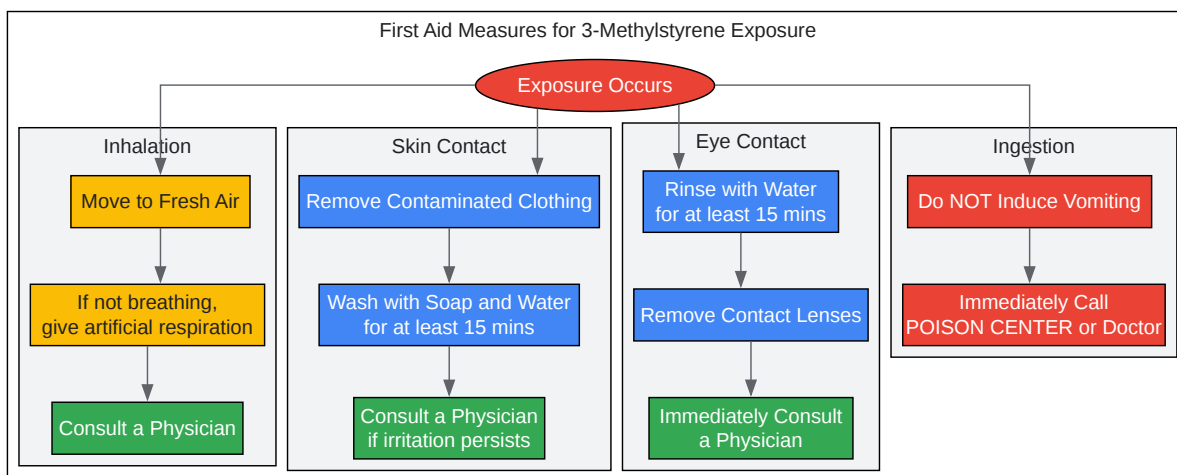 First Aid Measures for 3-Methylstyrene Exposure
Exposure Occurs
Inhalation
Move to Fresh Air
If not breathing,
give artificial respiration
Consult a Physician
Skin Contact
Remove Contaminated Clothing
Wash with Soap and Water
for at least 15 mins
Consult a Physician
if irritation persists
Eye Contact
Rinse with Water
for at least 15 mins
Remove Contact Lenses
Immediately Consult
a Physician
Ingestion
Do NOT Induce Vomiting
Immediately Call
POISON CENTER or Doctor